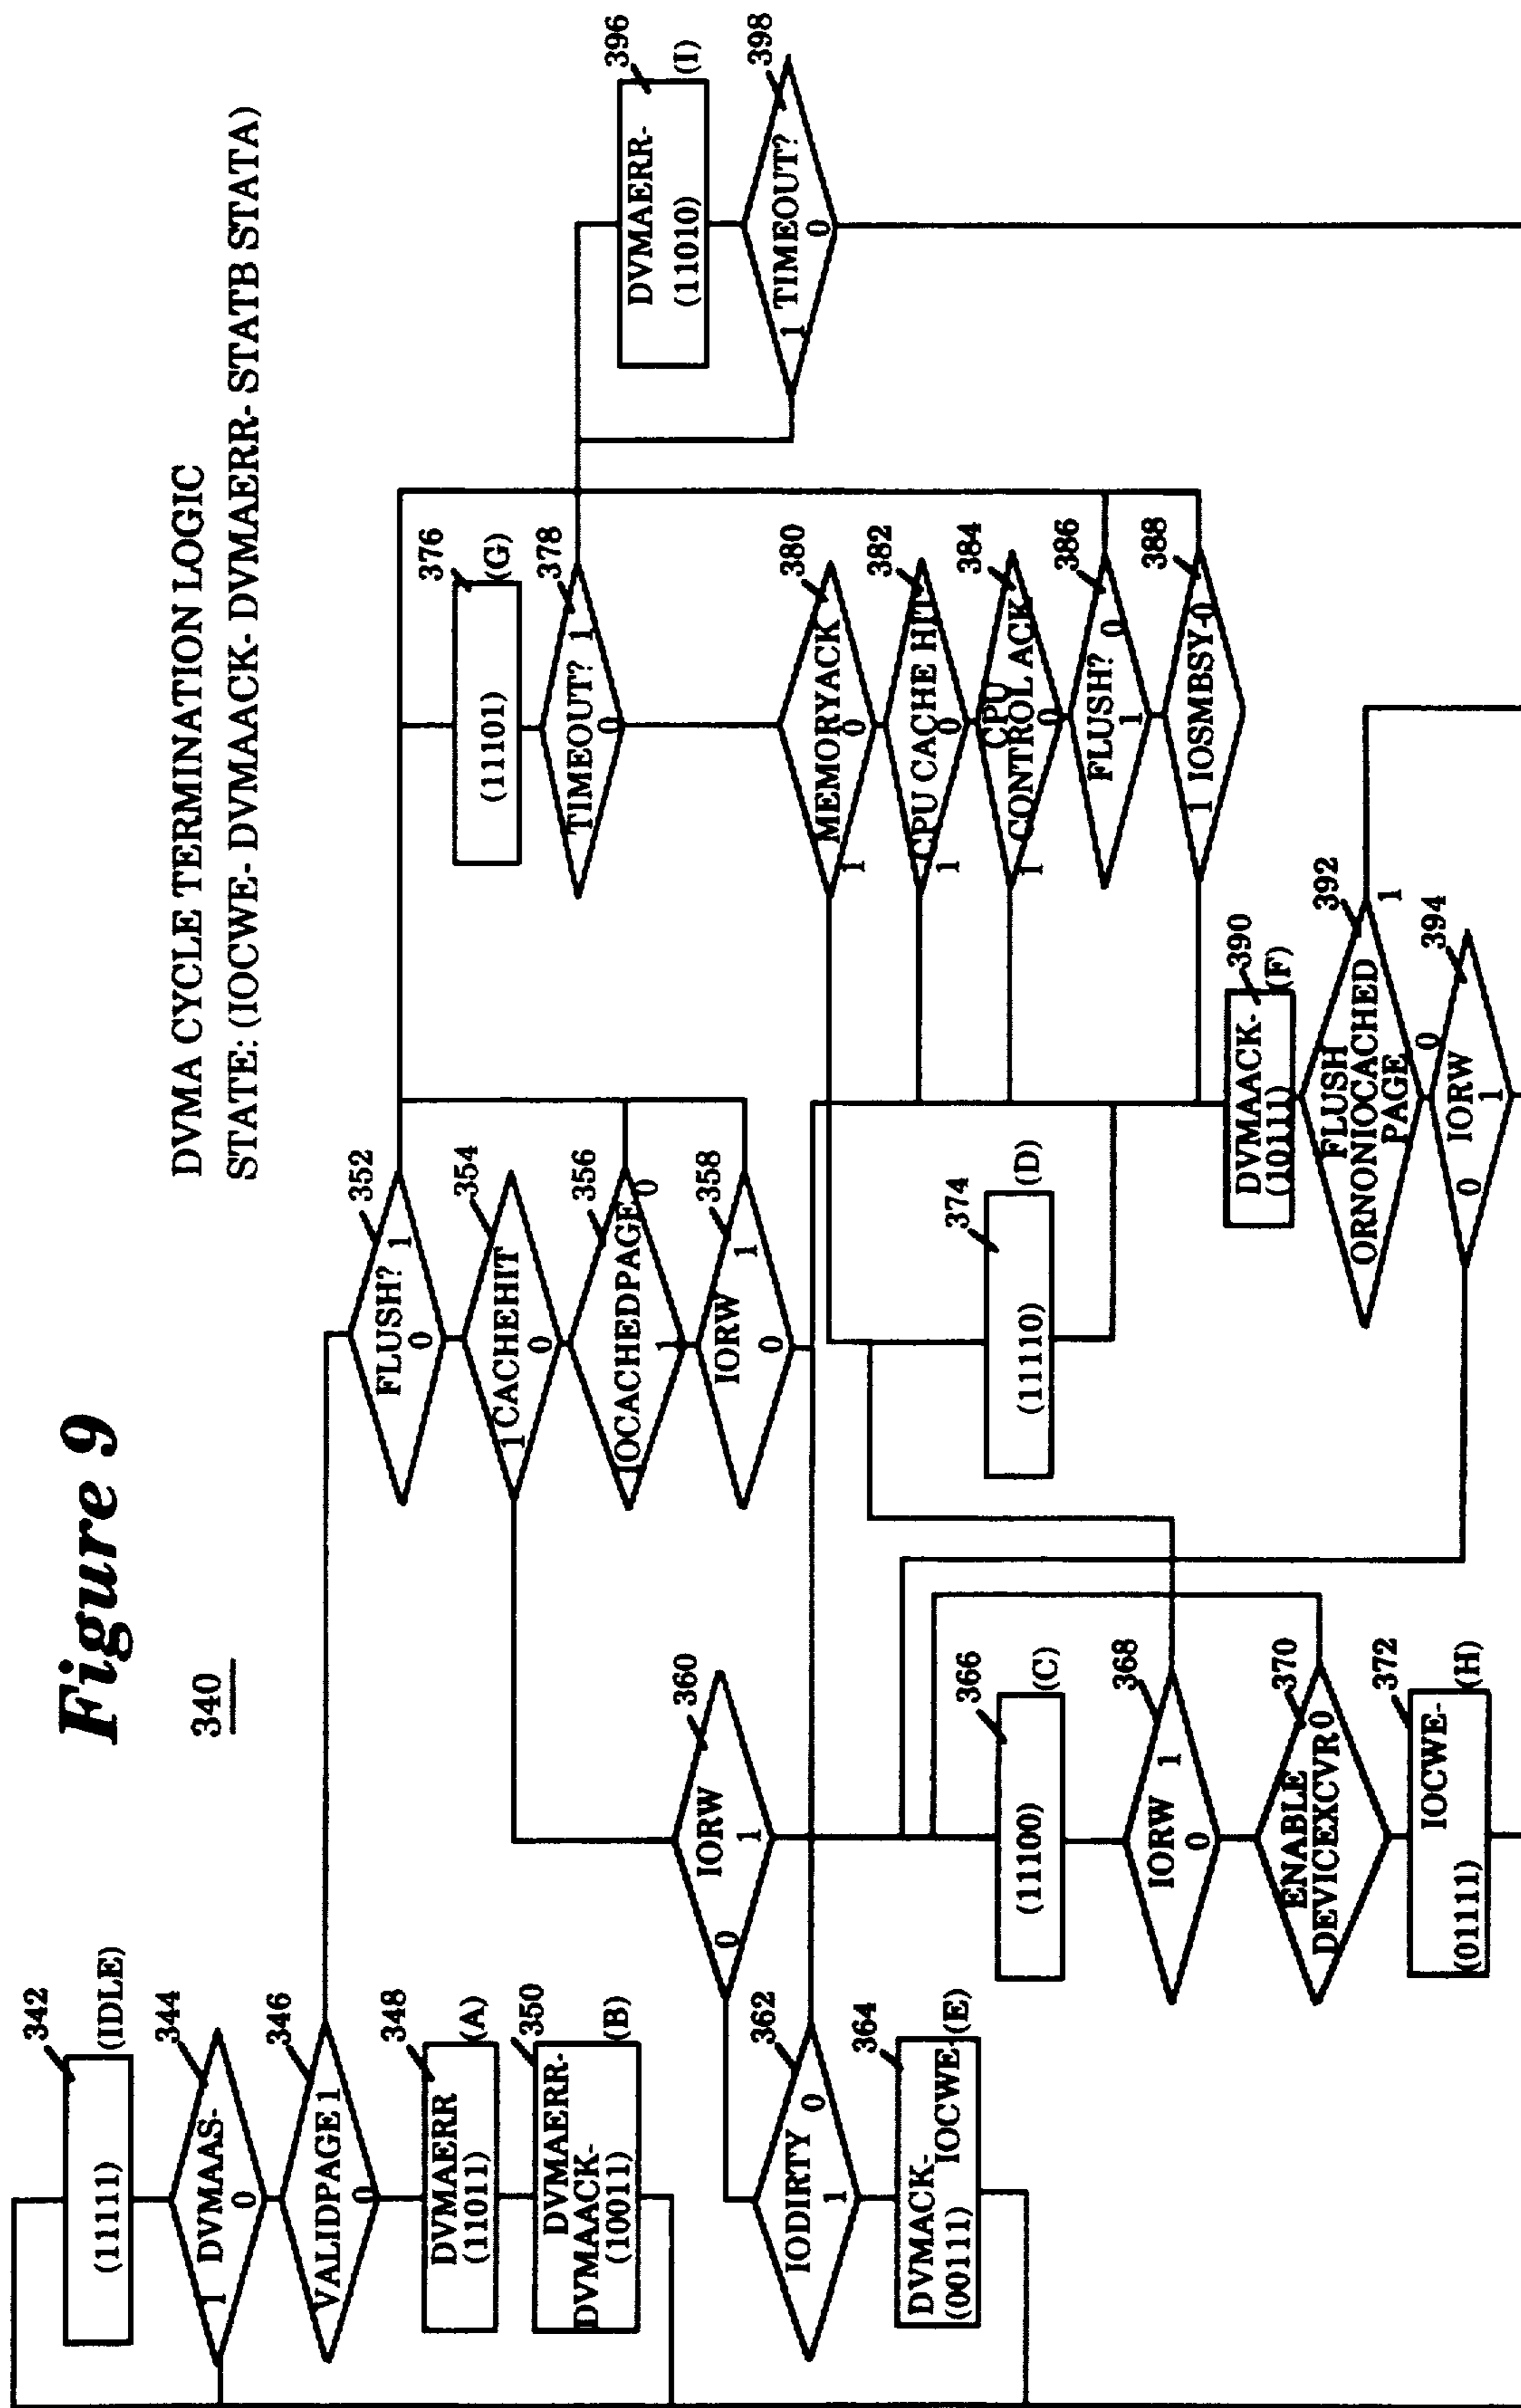 Figure 9
340
DVMA CYCLE TERMINATION LOGIC
STATE: (IOCWE- DVMAACK- DVMAERR- STATB STATA)
342
(IDLE)
(11111)
344
1 DVMAAS-
0
346
VALIDPAGE 1
0
348
DVMAERR
(11011)
(A)
350
DVMAERR-
DVMAACK-
(10011)
(B)
352
FLUSH? 1
0
354
1 CACHEHIT
0
356
IOCACHEDPAGE 0
1
358
IORW 1
0
360
IORW
0
1
362
IODIRTY 0
1
364
DVMACK-
IOCWE-
(00111)
(E)
366
(11100)
(C)
368
IORW 1
0
370
ENABLE
DEVICEXCVR 0
372
IOCWE-
(01111)
(H)
374
(11110)
(D)
376
(11101)
(G)
378
TIMEOUT? 1
0
380
MEMORYACK
1
0
382
CPU CACHE HIT
1
0
384
CPU
CONTROL ACK
1
0
386
FLUSH? 0
1
388
1 IOSMBSY-0
390
DVMAACK-
(10111)
(F)
392
FLUSH
ORNONIOCACHED
PAGE
1
0
394
IORW
0
1
396
DVMAERR-
(11010)
(I)
398
1 TIMEOUT?
0